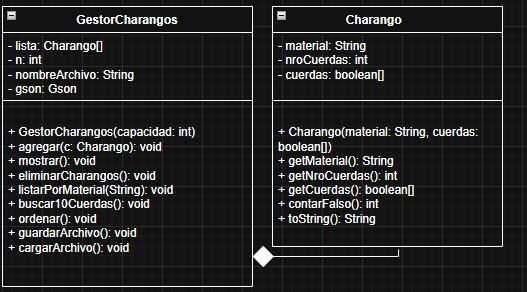 GestorCharangos
- lista: Charango[]
- n: int
- nombreArchivo: String
- gson: Gson
+ GestorCharangos(capacidad: int)
+ agregar(c: Charango): void
+ mostrar(): void
+ eliminarCharangos(): void
+ listarPorMaterial(String): void
+ buscar10Cuerdas(): void
+ ordenar(): void
+ guardarArchivo(): void
+ cargarArchivo(): void
Charango
- material: String
- nroCuerdas: int
- cuerdas: boolean[]
+ Charango(material: String, cuerdas:
boolean[])
+ getMaterial(): String
+ getNroCuerdas(): int
+ getCuerdas(): boolean[]
+ contarFalso(): int
+ toString(): String